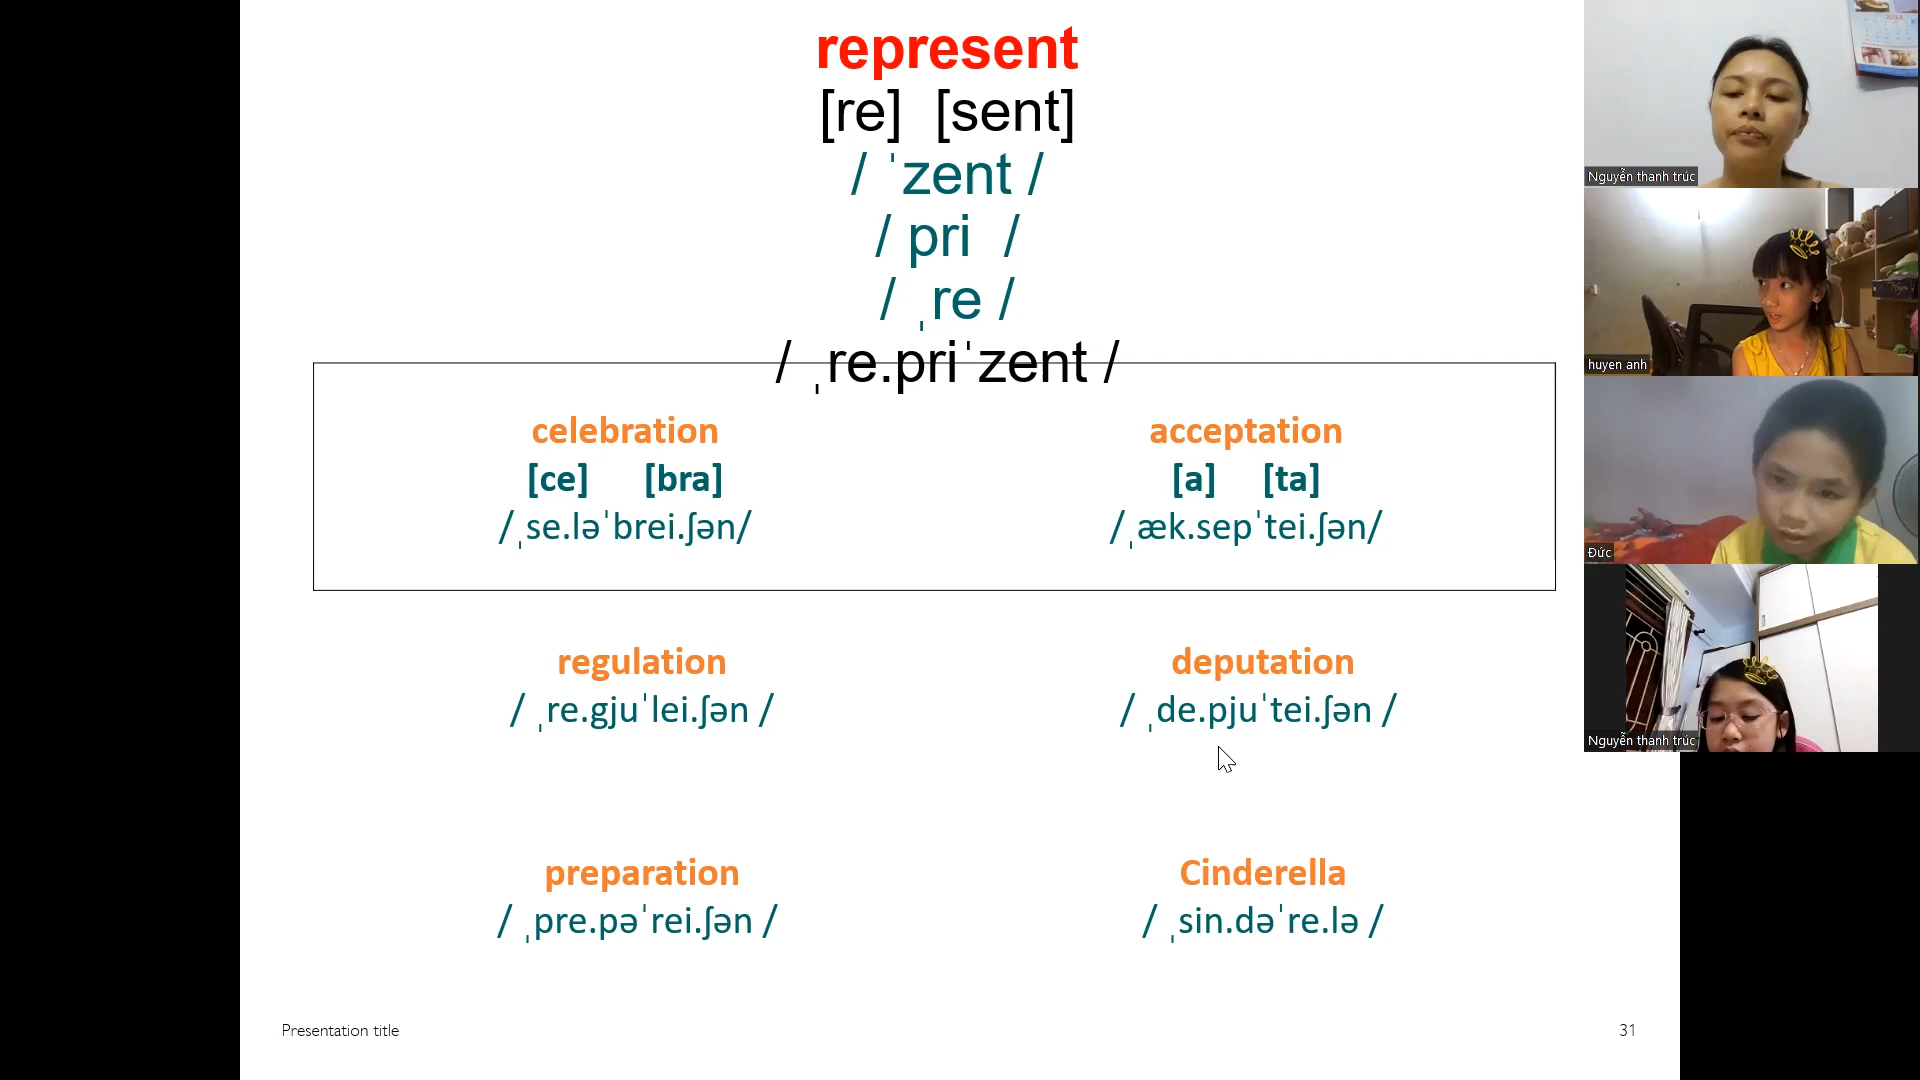 represent
[re] [sent]
/ ˈzent /
/ pri /
/ ˌre /
/ ˌre.priˈzent /
celebration
[ce] [bra]
/ˌse.ləˈbrei.ʃən/
acceptation
[a] [ta]
/ˌæk.sepˈtei.ʃən/
regulation
/ ˌre.gjuˈlei.ʃən /
deputation
/ ˌde.pjuˈtei.ʃən /
preparation
/ ˌpre.pəˈrei.ʃən /
Cinderella
/ ˌsin.dəˈre.lə /
Presentation title
31
Nguyễn thanh trúc
huyen anh
Đức
Nguyễn thanh trúc